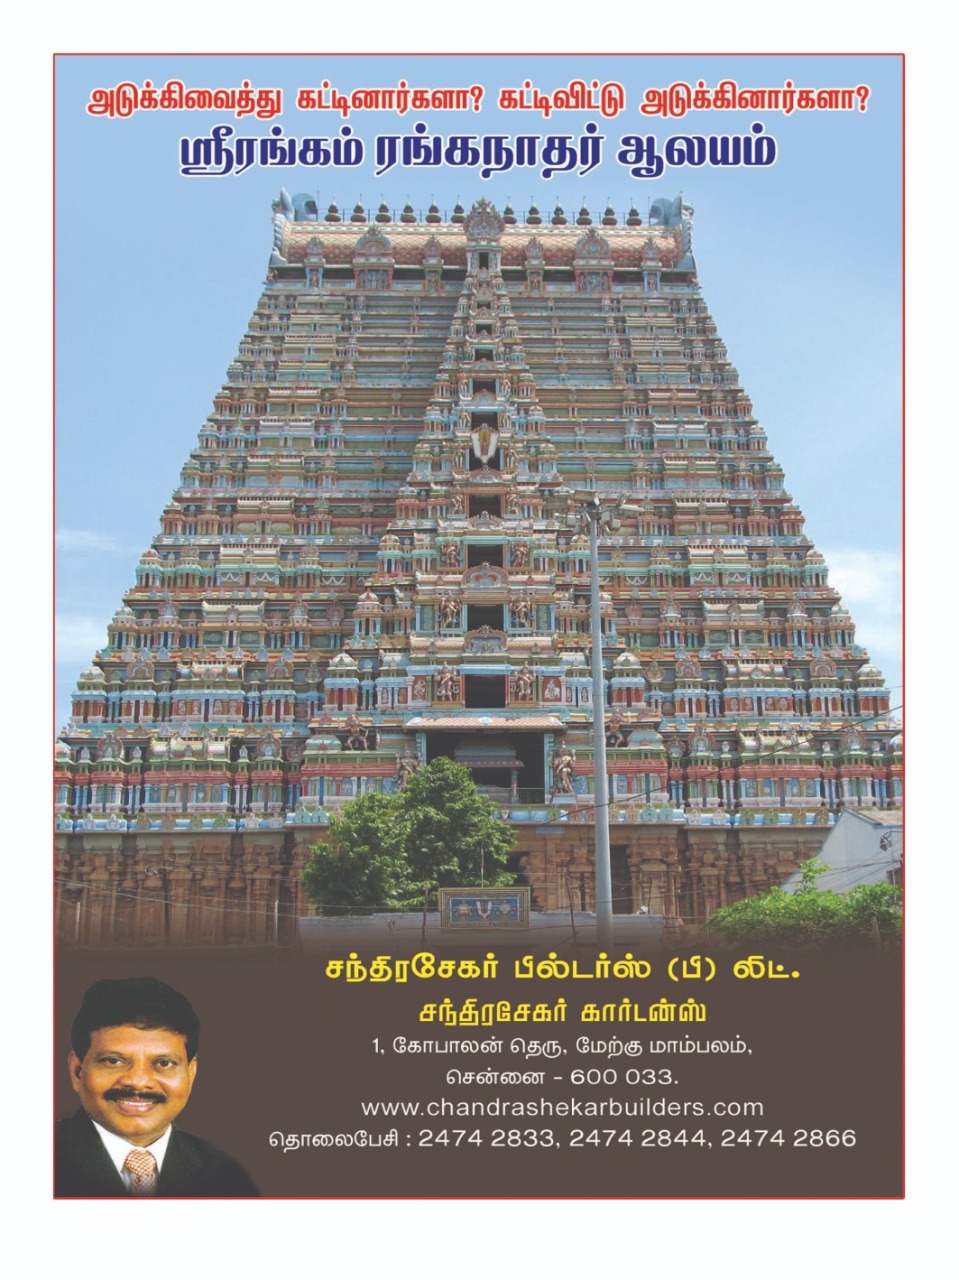 அடுக்கிவைத்து கட்டினார்களா? கட்டிவிட்டு அடுக்கினார்களா?
ஸ்ரீரங்கம் ரங்கநாதர் ஆலயம்
சந்திரசேகர் பில்டர்ஸ் (பி) லிட்.
சந்திரசேகர் கார்டன்ஸ்
1, கோபாலன் தெரு, மேற்கு மாம்பலம்,
சென்னை - 600 033.
www.chandrashekarbuilders.com
தொலைபேசி : 2474 2833, 2474 2844, 2474 2866